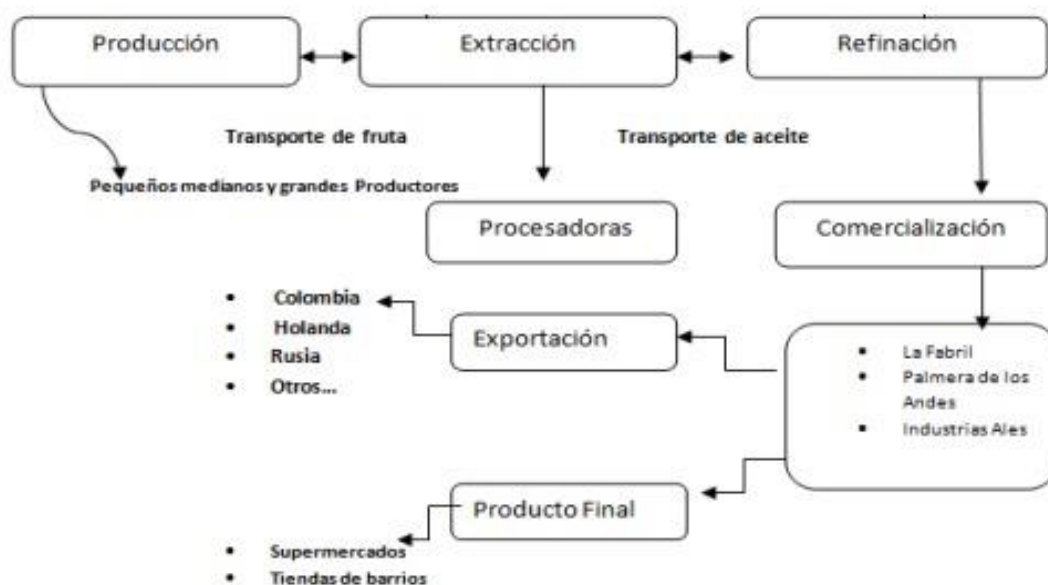 Producción
Extracción
Refinación
Transporte de fruta
Transporte de aceite
Pequeños medianos y grandes Productores
Procesadoras
Comercialización
• Colombia
• Holanda
• Rusia
• Otros...
Exportación
• La Fabril
• Palmera de los
Andes
• Industrias Ales
Producto Final
• Supermercados
• Tiendas de barrios